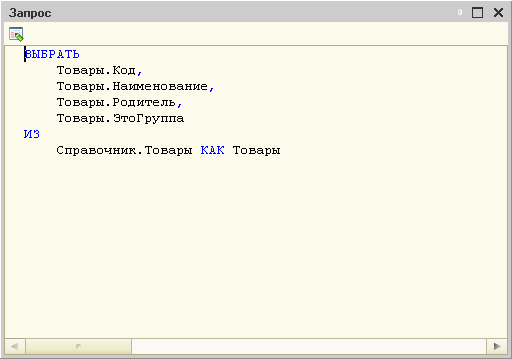 Запрос
ВЫБРАТЬ
Товары.Код,
Товары.Наименование,
Товары.Родитель,
Товары.ЭтоГруппа
ИЗ
Справочник.Товары КАК Товары